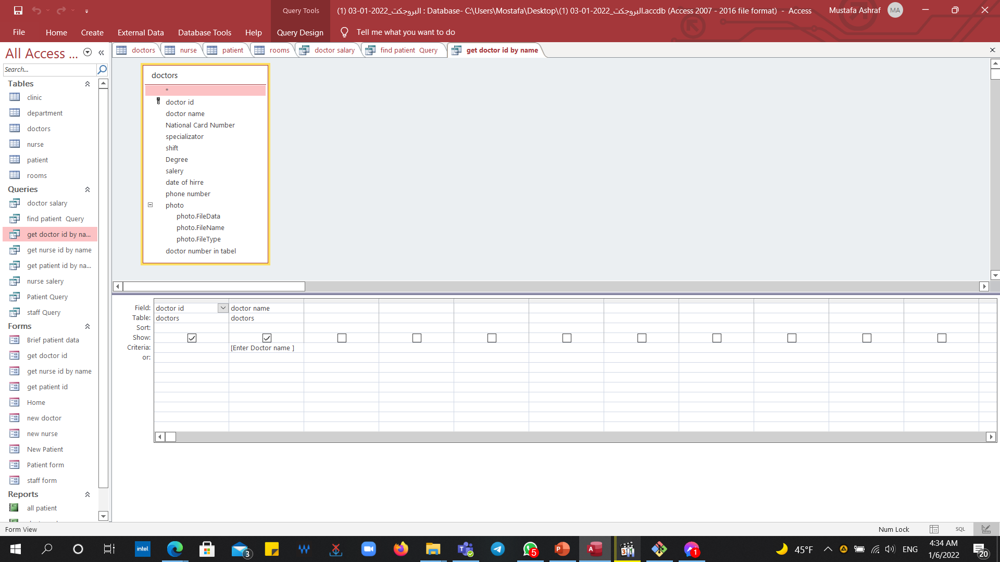 Query Tools
البروجكت_2022-01-03 (1) : Database- C:\Users\Mostafa\Desktop\البروجكت_2022-01-03 (1).accdb (Access 2007 - 2016 file format) - Access
Mustafa Ashraf MA
File Home Create External Data Database Tools Help Query Design Tell me what you want to do
All Access ...
doctors nurse patient rooms doctor salary find patient Query get doctor id by name
Search...
Tables
clinic
department
doctors
nurse
patient
rooms
Queries
doctor salary
find patient Query
get doctor id by na...
get nurse id by name
get patient id by na...
nurse salery
Patient Query
staff Query
Forms
Brief patient data
get doctor id
get nurse id by name
get patient id
Home
new doctor
new nurse
New Patient
Patient form
staff form
Reports
all patient
doctors
*
doctor id
doctor name
National Card Number
specializator
shift
Degree
salery
date of hirre
phone number
photo
photo.FileData
photo.FileName
photo.FileType
doctor number in tabel
Field: doctor id doctor name
Table: doctors doctors
Sort:
Show:
Criteria: [Enter Doctor name ]
or:
Form View
Num Lock
SQL
intel
3
5
1
45°F
ENG
4:34 AM
1/6/2022
20